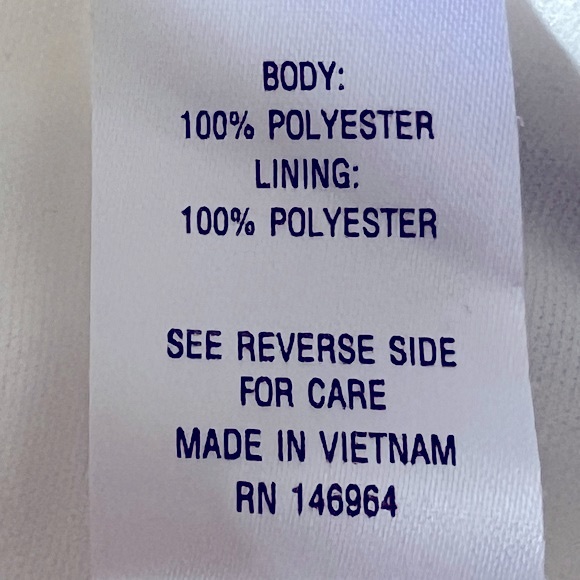 BODY:
100% POLYESTER
LINING:
100% POLYESTER
SEE REVERSE SIDE
FOR CARE
MADE IN VIETNAM
RN 146964